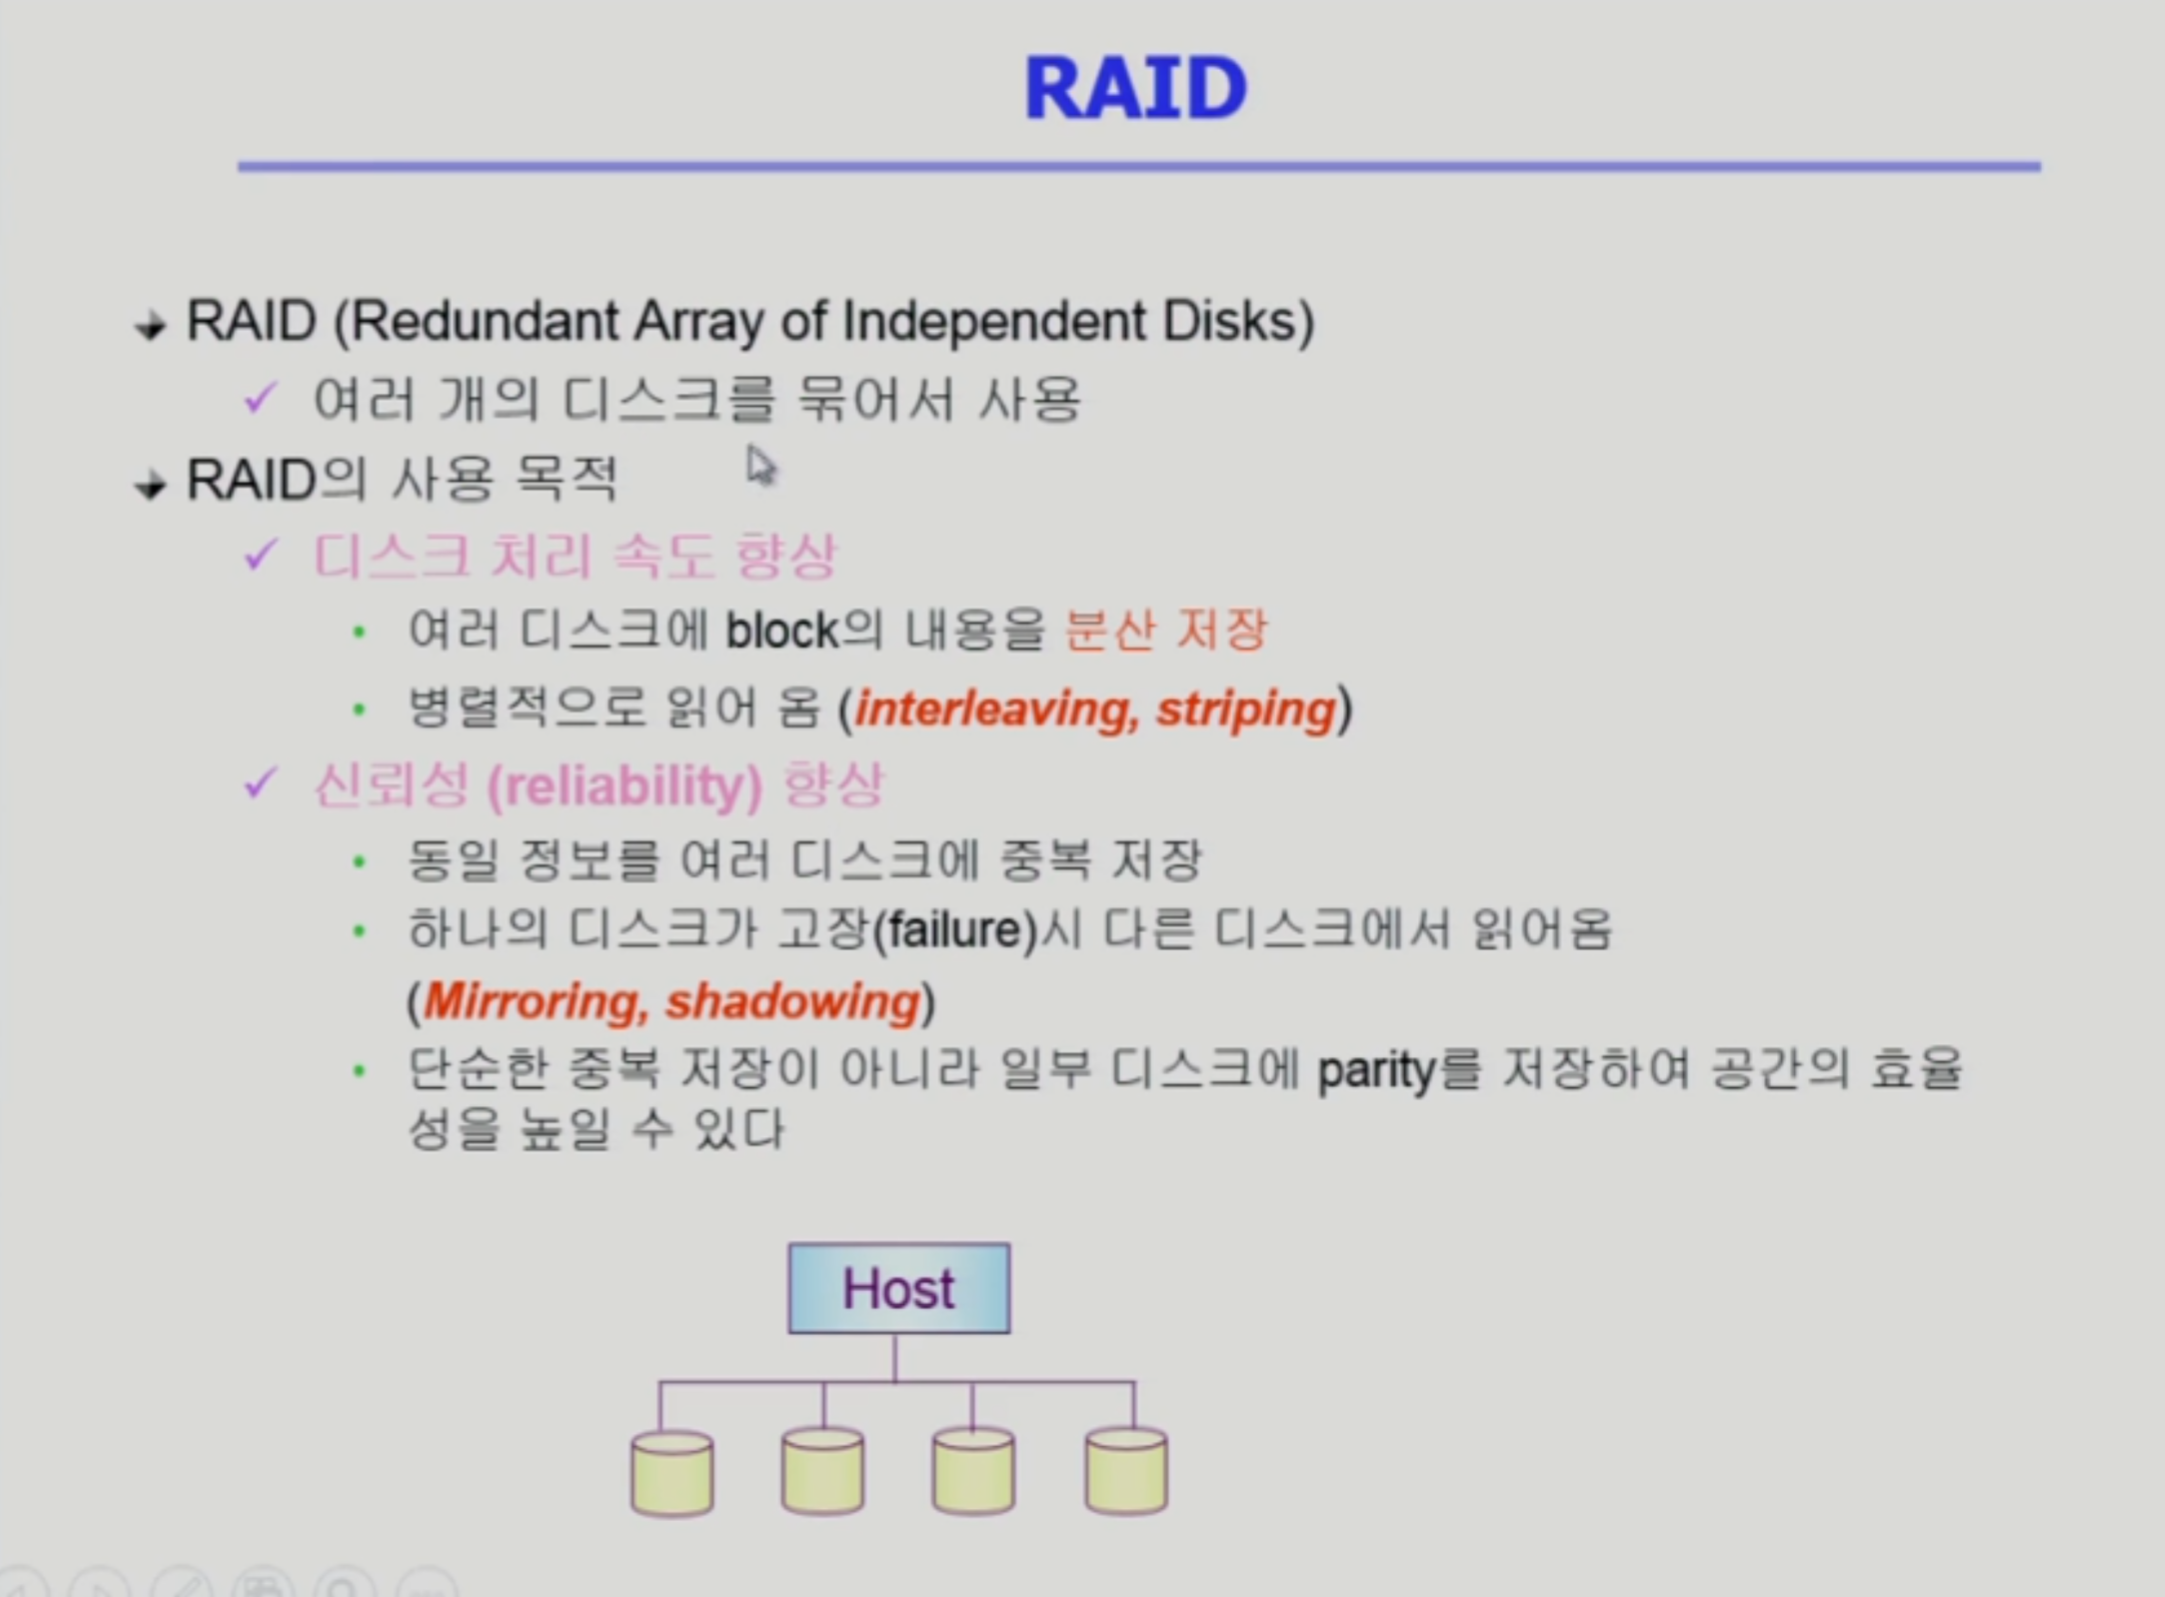 RAID
RAID (Redundant Array of Independent Disks)
여러 개의 디스크를 묶어서 사용
RAID의 사용 목적
디스크 처리 속도 향상
여러 디스크에 block의 내용을 분산 저장
병렬적으로 읽어 옴 (interleaving, striping)
신뢰성 (reliability) 향상
동일 정보를 여러 디스크에 중복 저장
하나의 디스크가 고장(failure)시 다른 디스크에서 읽어옴
(Mirroring, shadowing)
단순한 중복 저장이 아니라 일부 디스크에 parity를 저장하여 공간의 효율
성을 높일 수 있다
Host